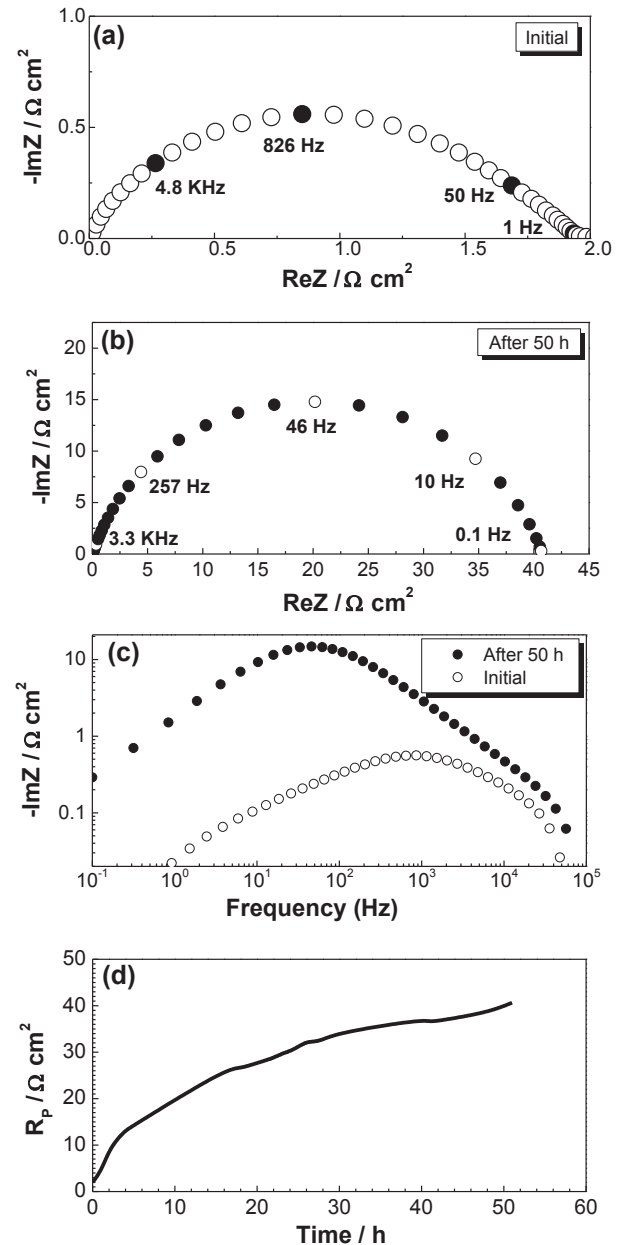 (a)
Initial
1.0
0.5
0.0
-ImZ / Ω cm²
4.8 KHz
826 Hz
50 Hz
1 Hz
0.0 0.5 1.0 1.5 2.0
ReZ / Ω cm²
(b)
After 50 h
20
15
10
5
0
-ImZ / Ω cm²
3.3 KHz
257 Hz
46 Hz
10 Hz
0.1 Hz
0 5 10 15 20 25 30 35 40 45
ReZ / Ω cm²
(c)
After 50 h
Initial
10
1
0.1
-ImZ / Ω cm²
10⁻¹ 10⁰ 10¹ 10² 10³ 10⁴ 10⁵
Frequency (Hz)
(d)
50
40
30
20
10
0
R_P / Ω cm²
0 10 20 30 40 50 60
Time / h